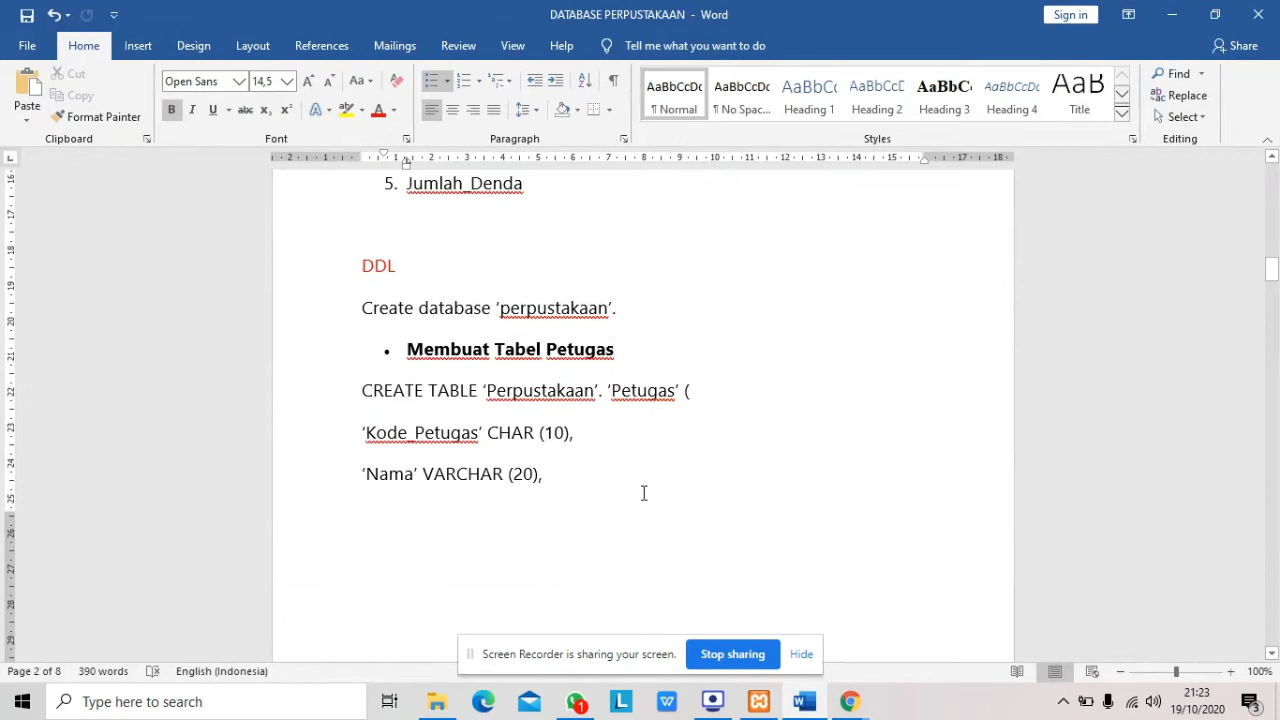 DATABASE PERPUSTAKAAN - Word
Sign in
File Home Insert Design Layout References Mailings Review View Help Tell me what you want to do Share
Paste
Cut
Copy
Format Painter
Clipboard
Open Sans 14,5
Font
Paragraph
AaBbCcDc AaBbCcDc AaBbC( AaBbCcD AaBbCc AaBbCcDc AaB
¶ Normal ¶ No Spac... Heading 1 Heading 2 Heading 3 Heading 4 Title
Styles
Find
Replace
Select
Editing
5. Jumlah_Denda
DDL
Create database ‘perpustakaan’.
• Membuat Tabel Petugas
CREATE TABLE ‘Perpustakaan’. ‘Petugas’ (
‘Kode_Petugas’ CHAR (10),
‘Nama’ VARCHAR (20),
Screen Recorder is sharing your screen. Stop sharing Hide
Page 2 of 8 390 words English (Indonesia) 100%
Type here to search
21:23
19/10/2020